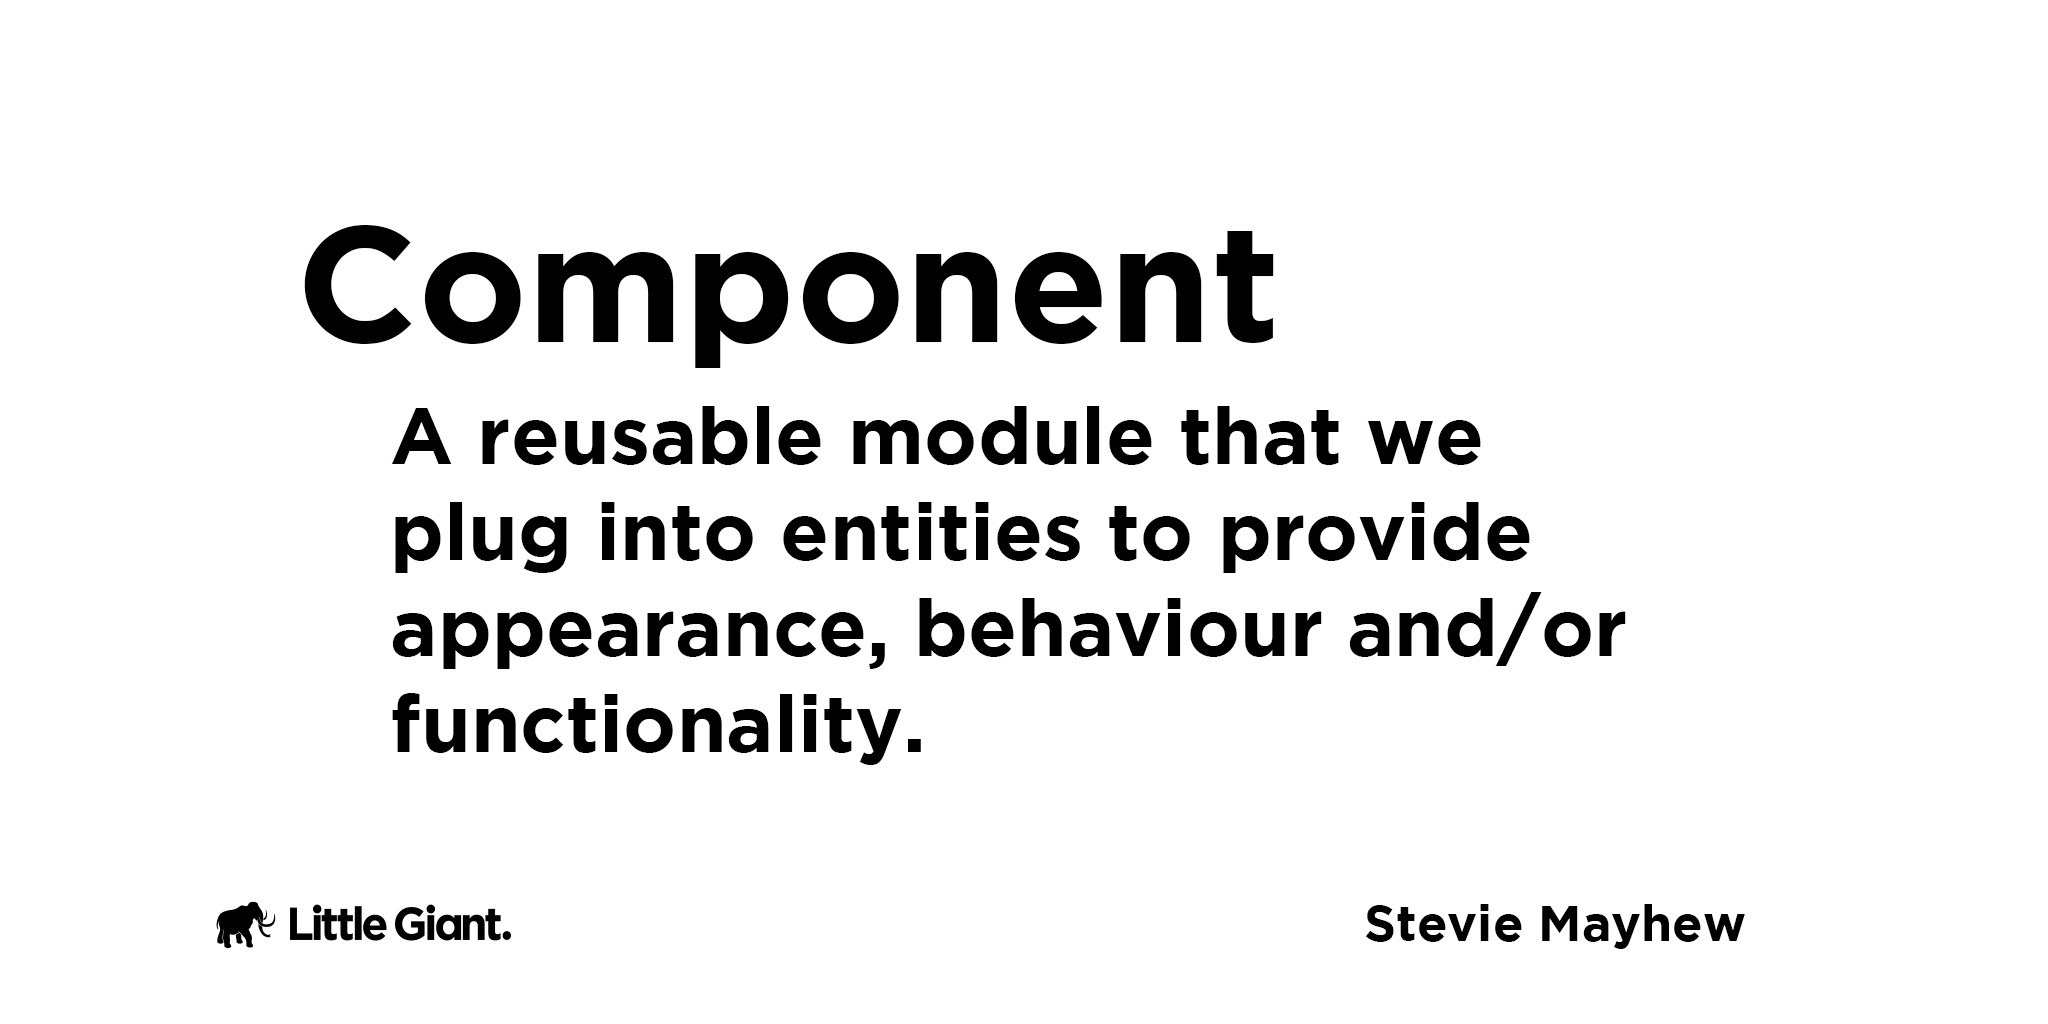 Component
A reusable module that we
plug into entities to provide
appearance, behaviour and/or
functionality.
Little Giant.
Stevie Mayhew